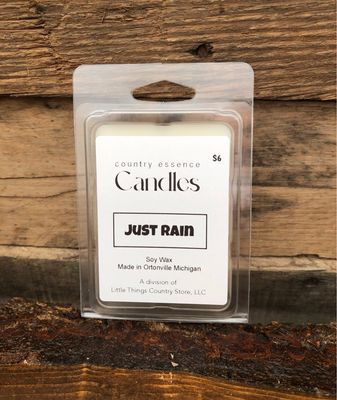 $6
country essence
Candles
JUST RAIN
Soy Wax
Made in Ortonville Michigan
A division of
Little Things Country Store, LLC